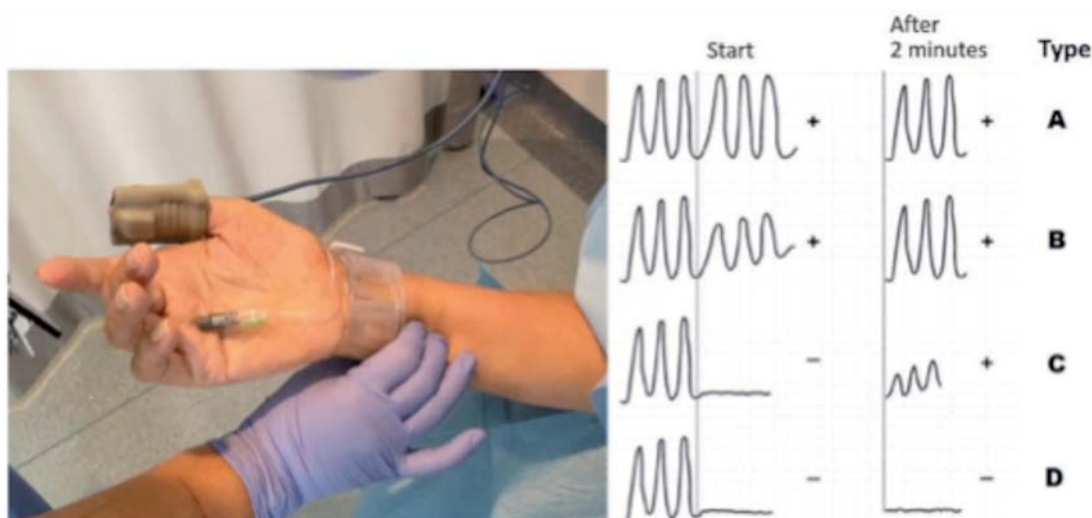 Start
After
2 minutes
Type
+ + A
+ + B
− + C
− − D